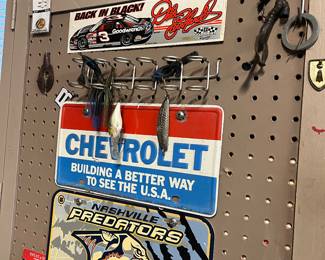 BACK IN BLACK!
3
Goodwrench
CHEVROLET
BUILDING A BETTER WAY
TO SEE THE U.S.A.
NASHVILLE
PREDATORS